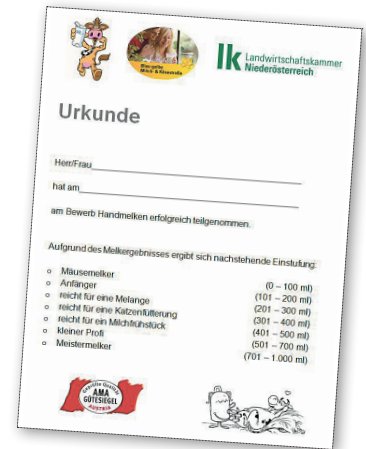 lk Landwirtschaftskammer
Niederösterreich
Urkunde
Herr/Frau
hat am
am Bewerb Handmelken erfolgreich teilgenommen.
Aufgrund des Melkergebnisses ergibt sich nachstehende Einstufung:
Mäusemelker (0 – 100 ml)
Anfänger (101 – 200 ml)
reicht für eine Melange (201 – 300 ml)
reicht für eine Katzenfütterung (301 – 400 ml)
reicht für ein Milchfrühstück (401 – 500 ml)
kleiner Profi (501 – 700 ml)
Meistermelker (701 – 1.000 ml)
Geprüfte Qualität
AMA
GÜTESIEGEL
AUSTRIA